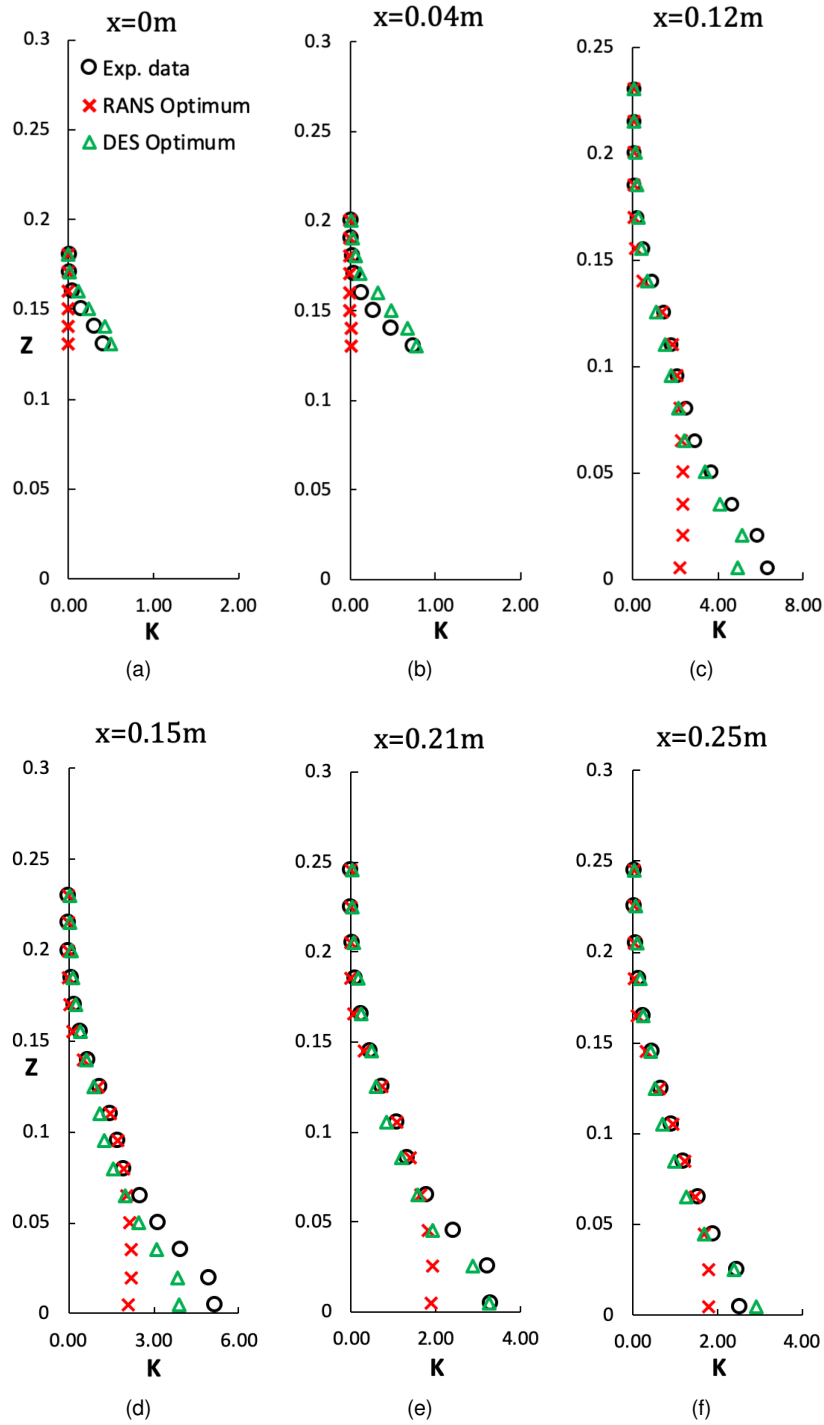 x=0m
0.3
0.25
0.2
0.15
0.1
0.05
0
Z
Exp. data
RANS Optimum
DES Optimum
0.00 1.00 2.00
K
(a)
x=0.04m
0.3
0.25
0.2
0.15
0.1
0.05
0
0.00 1.00 2.00
K
(b)
x=0.12m
0.25
0.2
0.15
0.1
0.05
0
0.00 4.00 8.00
K
(c)
x=0.15m
0.3
0.25
0.2
0.15
0.1
0.05
0
Z
0.00 3.00 6.00
K
(d)
x=0.21m
0.3
0.25
0.2
0.15
0.1
0.05
0
0.00 2.00 4.00
K
(e)
x=0.25m
0.3
0.25
0.2
0.15
0.1
0.05
0
0.00 2.00 4.00
K
(f)